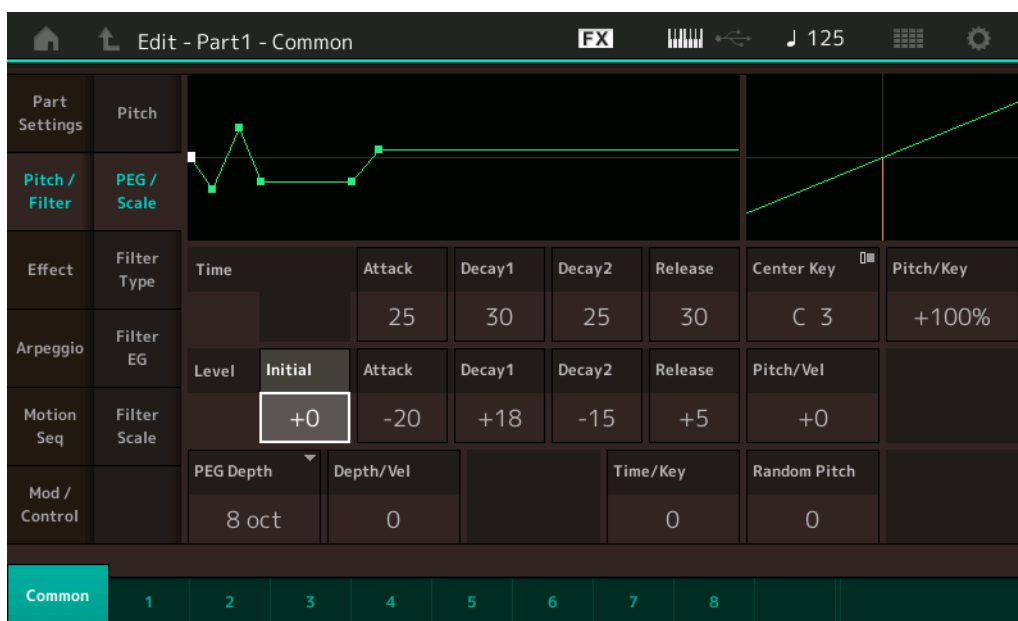 Edit - Part1 - Common FX ♩ 125
Part Settings
Pitch
Pitch / Filter
PEG / Scale
Effect
Filter Type
Arpeggio
Filter EG
Motion Seq
Filter Scale
Mod / Control
Time Attack Decay1 Decay2 Release Center Key Pitch/Key
25 30 25 30 C 3 +100%
Level Initial Attack Decay1 Decay2 Release Pitch/Vel
+0 -20 +18 -15 +5 +0
PEG Depth Depth/Vel Time/Key Random Pitch
8 oct 0 0 0
Common 1 2 3 4 5 6 7 8